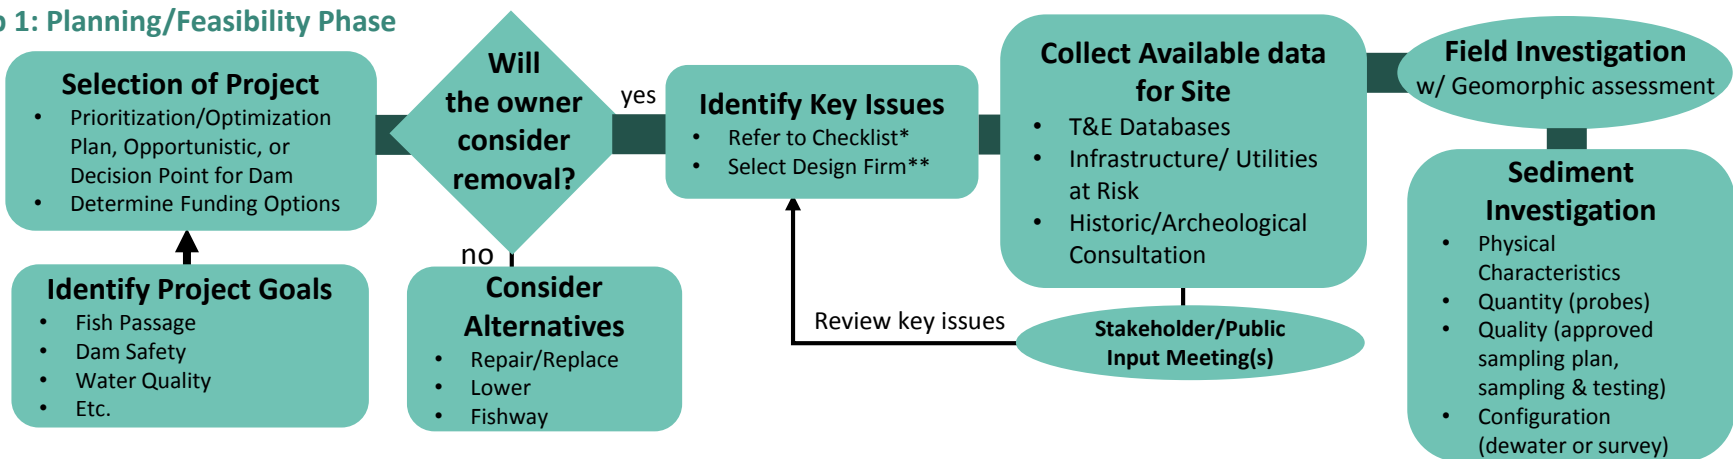 p 1: Planning/Feasibility Phase
Selection of Project
• Prioritization/Optimization
Plan, Opportunistic, or
Decision Point for Dam
• Determine Funding Options
Identify Project Goals
• Fish Passage
• Dam Safety
• Water Quality
• Etc.
Will
the owner
consider
removal?
yes
no
Consider
Alternatives
• Repair/Replace
• Lower
• Fishway
Identify Key Issues
• Refer to Checklist*
• Select Design Firm**
Review key issues
Collect Available data
for Site
• T&E Databases
• Infrastructure/ Utilities
at Risk
• Historic/Archeological
Consultation
Stakeholder/Public
Input Meeting(s)
Field Investigation
w/ Geomorphic assessment
Sediment
Investigation
• Physical
Characteristics
• Quantity (probes)
• Quality (approved
sampling plan,
sampling & testing)
• Configuration
(dewater or survey)